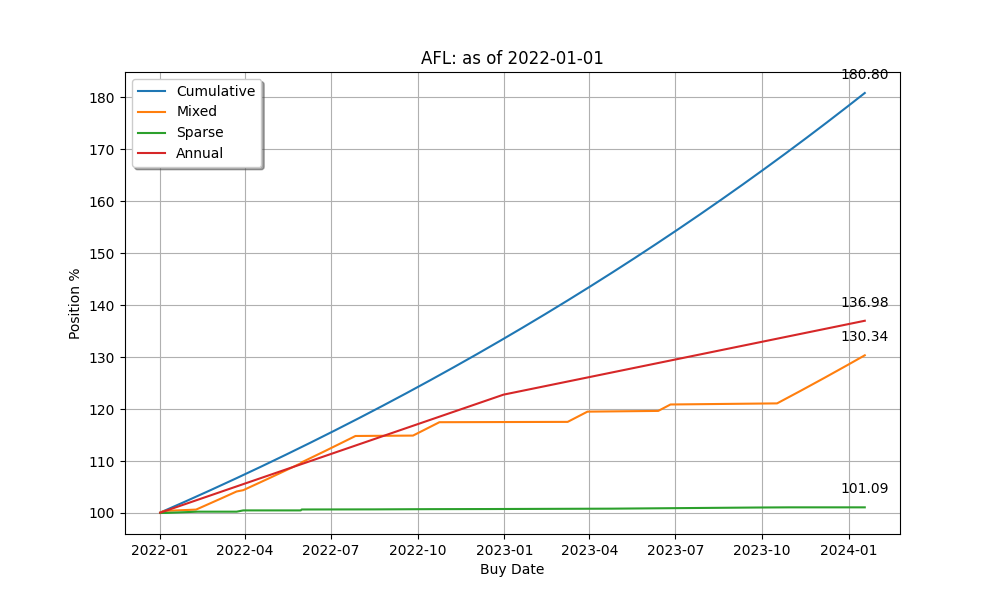 AFL: as of 2022-01-01
Cumulative
Mixed
Sparse
Annual
180.80
136.98
130.34
101.09
Position %
180
170
160
150
140
130
120
110
100
2022-01 2022-04 2022-07 2022-10 2023-01 2023-04 2023-07 2023-10 2024-01
Buy Date